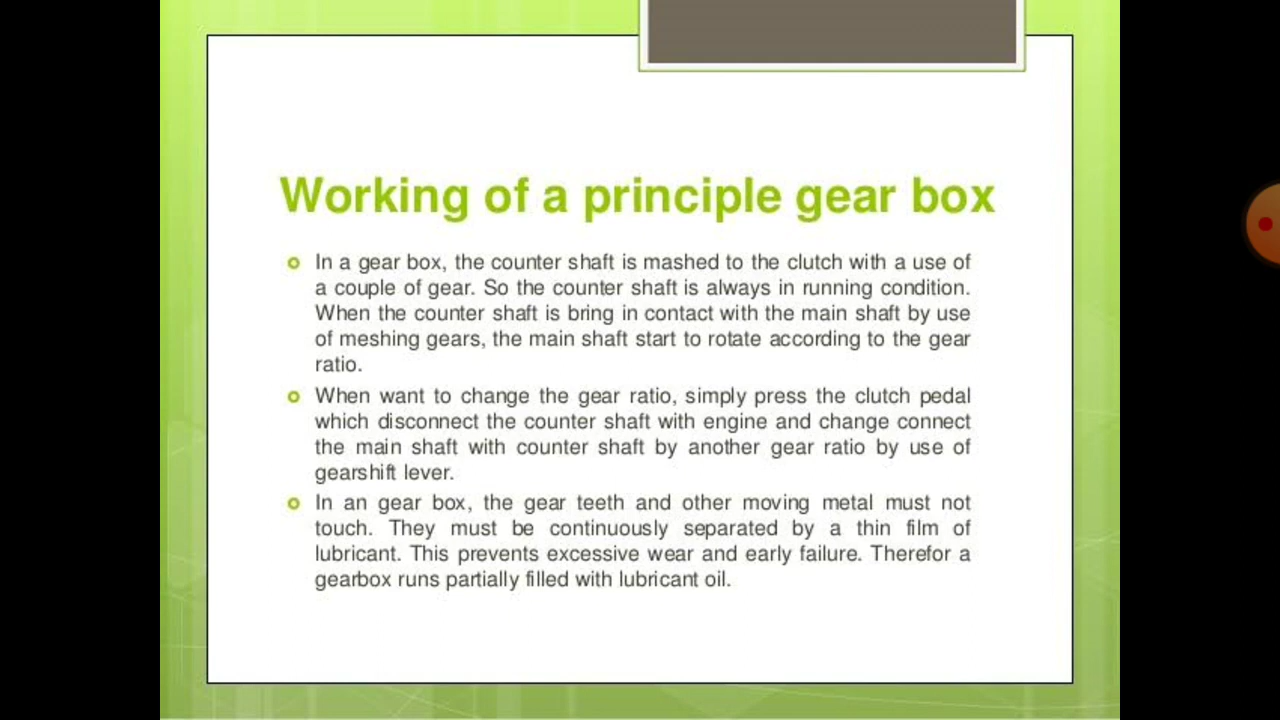 Working of a principle gear box
In a gear box, the counter shaft is mashed to the clutch with a use of
a couple of gear. So the counter shaft is always in running condition.
When the counter shaft is bring in contact with the main shaft by use
of meshing gears, the main shaft start to rotate according to the gear
ratio.
When want to change the gear ratio, simply press the clutch pedal
which disconnect the counter shaft with engine and change connect
the main shaft with counter shaft by another gear ratio by use of
gearshift lever.
In an gear box, the gear teeth and other moving metal must not
touch. They must be continuously separated by a thin film of
lubricant. This prevents excessive wear and early failure. Therefor a
gearbox runs partially filled with lubricant oil.